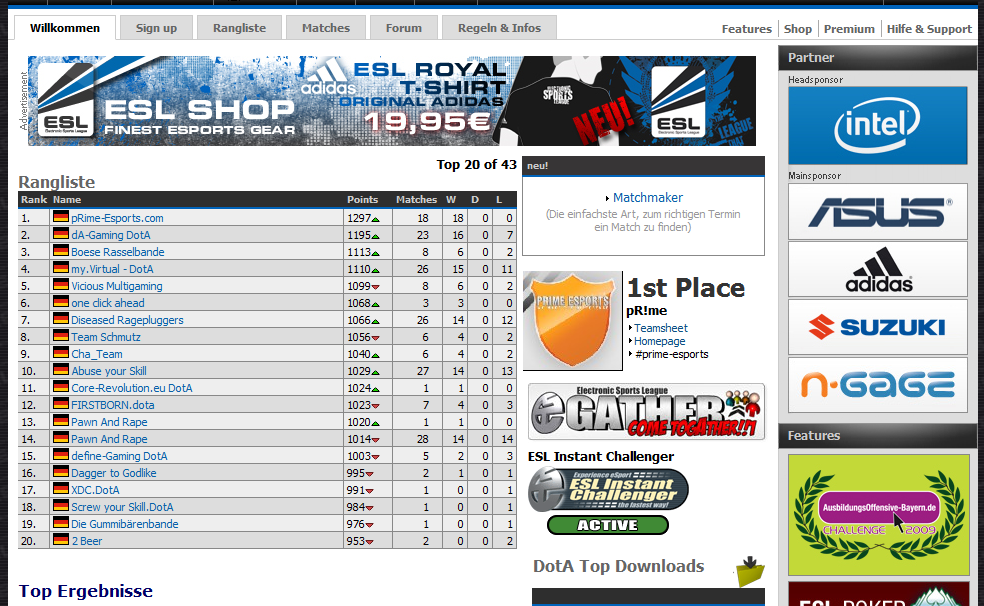 Willkommen Sign up Rangliste Matches Forum Regeln & Infos
Features Shop Premium Hilfe & Support
Advertisement
ESL
Electronic Sports League
ESL SHOP
FINEST ESPORTS GEAR
adidas
ESL ROYAL
T-SHIRT
ORIGINAL ADIDAS
19,95€
ELECTRONIC
SPORTS
LEAGUE
NEU!
ESL
Electronic Sports League
LEAGUE
Top 20 of 43
Rangliste
Rank Name Points Matches W D L
1. pRime-Esports.com 1297 18 18 0 0
2. dA-Gaming DotA 1195 23 16 0 7
3. Boese Rasselbande 1113 8 6 0 2
4. my.Virtual - DotA 1110 26 15 0 11
5. Vicious Multigaming 1099 8 6 0 2
6. one click ahead 1068 3 3 0 0
7. Diseased Ragepluggers 1066 26 14 0 12
8. Team Schmutz 1056 6 4 0 2
9. Cha_Team 1040 6 4 0 2
10. Abuse your Skill 1029 27 14 0 13
11. Core-Revolution.eu DotA 1024 1 1 0 0
12. FIRSTBORN.dota 1023 7 4 0 3
13. Pawn And Rape 1020 1 1 0 0
14. Pawn And Rape 1014 28 14 0 14
15. define-Gaming DotA 1003 5 2 0 3
16. Dagger to Godlike 995 2 1 0 1
17. XDC.DotA 991 1 0 0 1
18. Screw your Skill.DotA 984 1 0 0 1
19. Die Gummibärenbande 976 1 0 0 1
20. 2 Beer 953 2 0 0 2
Top Ergebnisse
neu!
Matchmaker
(Die einfachste Art, zum richtigen Termin
ein Match zu finden)
PRIME ESPORTS
1st Place
pR!me
Teamsheet
Homepage
#prime-esports
Electronic Sports League
GATHER
COME TOGATHER!!1
ESL Instant Challenger
Experience eSport
ESL Instant
Challenger
the fastest way!
ACTIVE
DotA Top Downloads
Partner
Headsponsor
intel
Mainsponsor
ASUS
adidas
SUZUKI
N·GAGE
Features
AusbildungsOffensive-Bayern.de
CHALLENGE 2009
ESL POKER